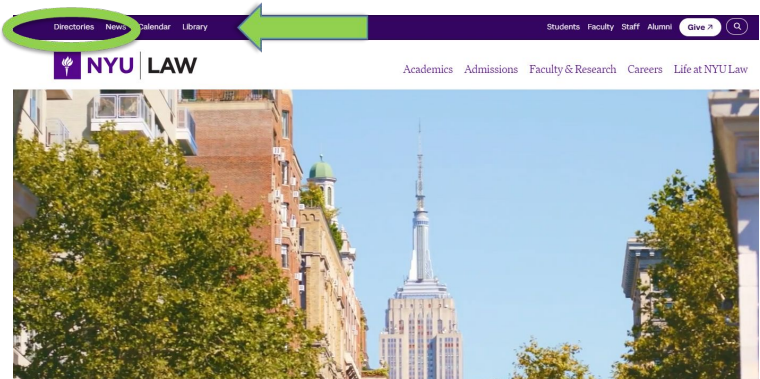 Directories News Calendar Library Students Faculty Staff Alumni Give ↗
NYU LAW
Academics Admissions Faculty & Research Careers Life at NYU Law